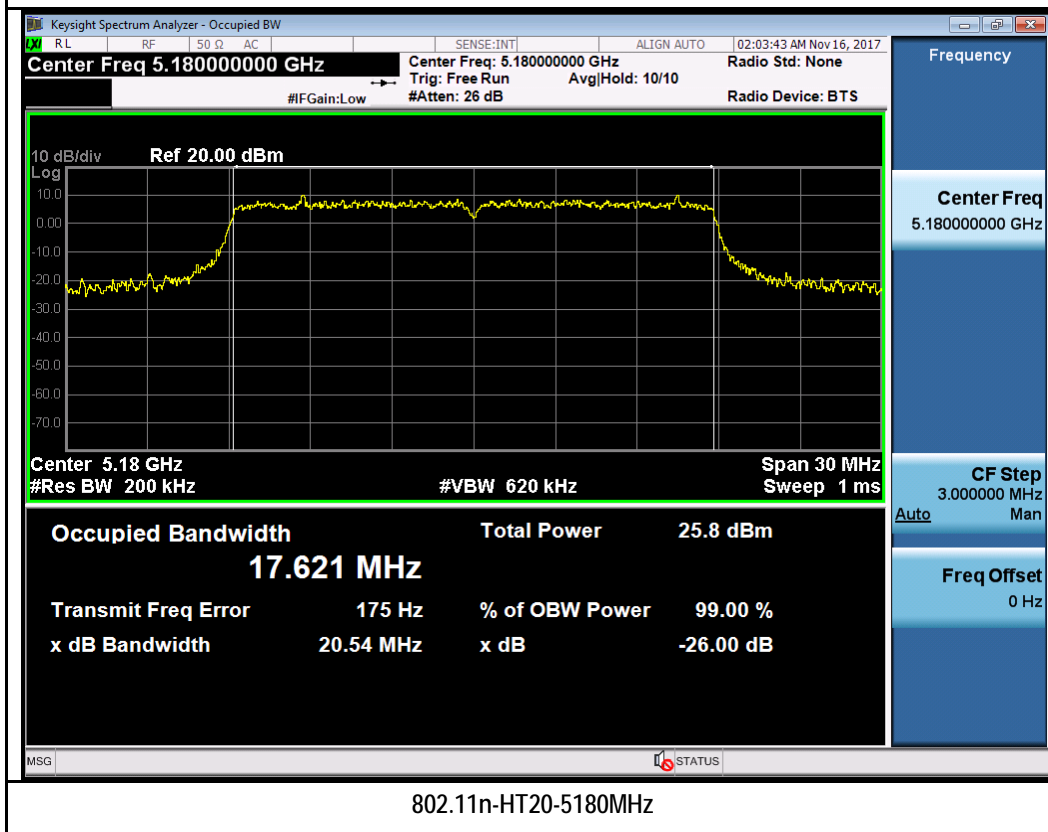 Keysight Spectrum Analyzer - Occupied BW
LXI RL RF 50 Ω AC SENSE:INT ALIGN AUTO 02:03:43 AM Nov 16, 2017
Center Freq 5.180000000 GHz
Center Freq: 5.180000000 GHz
Radio Std: None
Trig: Free Run Avg|Hold: 10/10
#IFGain:Low
#Atten: 26 dB
Radio Device: BTS
Frequency
10 dB/div Ref 20.00 dBm
Log
10.0
0.00
-10.0
-20.0
-30.0
-40.0
-50.0
-60.0
-70.0
Center 5.18 GHz Span 30 MHz
#Res BW 200 kHz #VBW 620 kHz Sweep 1 ms
Center Freq
5.180000000 GHz
CF Step
3.000000 MHz
Auto Man
Freq Offset
0 Hz
Occupied Bandwidth Total Power 25.8 dBm
17.621 MHz
Transmit Freq Error 175 Hz % of OBW Power 99.00 %
x dB Bandwidth 20.54 MHz x dB -26.00 dB
MSG STATUS
802.11n-HT20-5180MHz